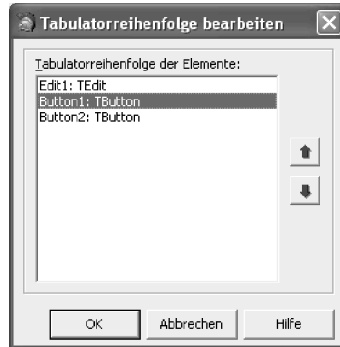 Tabulatorreihenfolge bearbeiten
Tabulatorreihenfolge der Elemente:
Edit1: TEdit
Button1: TButton
Button2: TButton
OK
Abbrechen
Hilfe